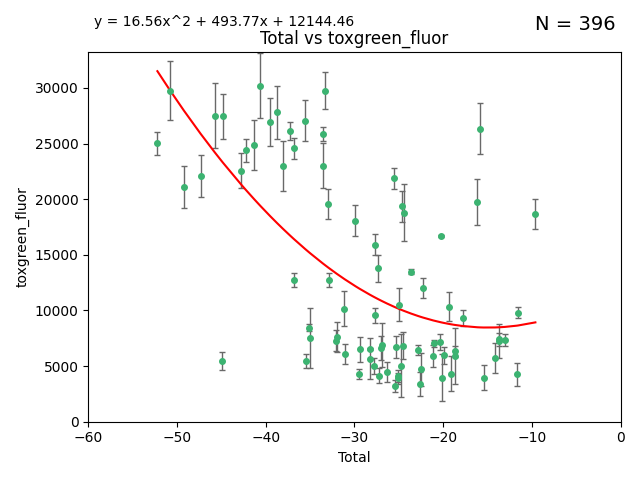 y = 16.56x^2 + 493.77x + 12144.46
N = 396
Total vs toxgreen_fluor
30000
25000
20000
15000
10000
5000
0
toxgreen_fluor
−60
−50
−40
−30
−20
−10
0
Total